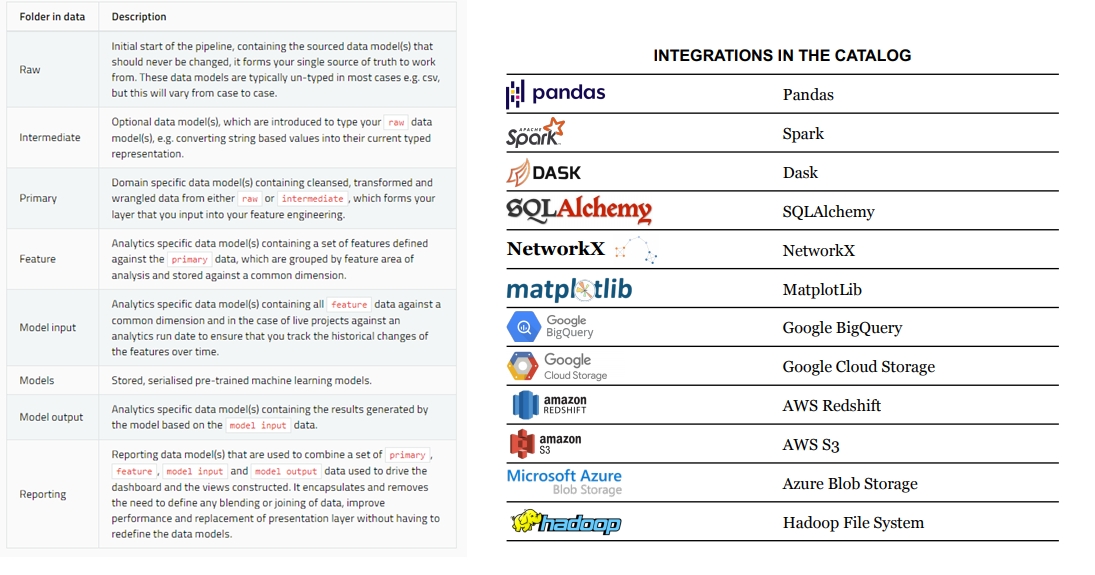 Folder in data Description
Raw
Initial start of the pipeline, containing the sourced data model(s) that
should never be changed, it forms your single source of truth to work
from. These data models are typically un-typed in most cases e.g. csv,
but this will vary from case to case.
Intermediate
Optional data model(s), which are introduced to type your raw data
model(s), e.g. converting string based values into their current typed
representation.
Primary
Domain specific data model(s) containing cleansed, transformed and
wrangled data from either raw or intermediate , which forms your
layer that you input into your feature engineering.
Feature
Analytics specific data model(s) containing a set of features defined
against the primary data, which are grouped by feature area of
analysis and stored against a common dimension.
Model input
Analytics specific data model(s) containing all feature data against a
common dimension and in the case of live projects against an
analytics run date to ensure that you track the historical changes of
the features over time.
Models
Stored, serialised pre-trained machine learning models.
Model output
Analytics specific data model(s) containing the results generated by
the model based on the model input data.
Reporting
Reporting data model(s) that are used to combine a set of primary ,
feature , model input and model output data used to drive the
dashboard and the views constructed. It encapsulates and removes
the need to define any blending or joining of data, improve
performance and replacement of presentation layer without having to
redefine the data models.
INTEGRATIONS IN THE CATALOG
pandas Pandas
APACHE
Spark Spark
DASK Dask
SQLAlchemy SQLAlchemy
NetworkX NetworkX
matplotlib MatplotLib
Google
BigQuery
Google BigQuery
Google
Cloud Storage
Google Cloud Storage
amazon
REDSHIFT
AWS Redshift
amazon
S3
AWS S3
Microsoft Azure
Blob Storage
Azure Blob Storage
hadoop Hadoop File System